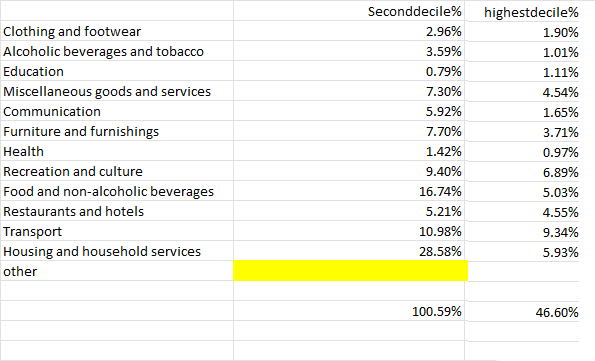 Seconddecile% highestdecile%
Clothing and footwear 2.96% 1.90%
Alcoholic beverages and tobacco 3.59% 1.01%
Education 0.79% 1.11%
Miscellaneous goods and services 7.30% 4.54%
Communication 5.92% 1.65%
Furniture and furnishings 7.70% 3.71%
Health 1.42% 0.97%
Recreation and culture 9.40% 6.89%
Food and non-alcoholic beverages 16.74% 5.03%
Restaurants and hotels 5.21% 4.55%
Transport 10.98% 9.34%
Housing and household services 28.58% 5.93%
other
100.59% 46.60%